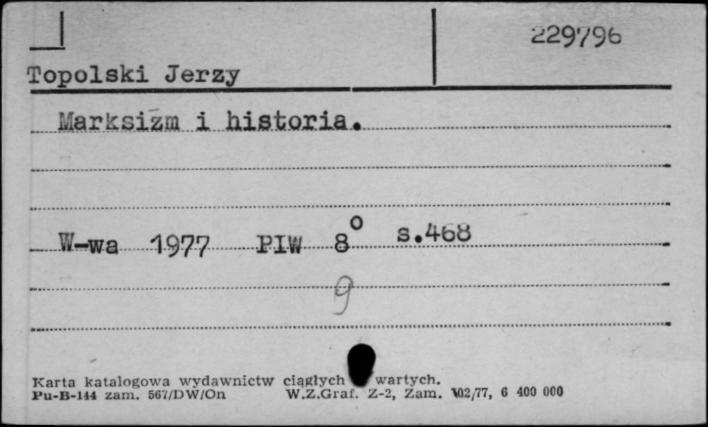 229796
Topolski Jerzy
Marksizm i historia.
W-wa 1977 PIW 8° s.468
9
Karta katalogowa wydawnictw ciągłych wartych.
Pu-B-144 zam. 567/DW/On W.Z.Graf. Z-2, Zam. 102/77, 6 400 000